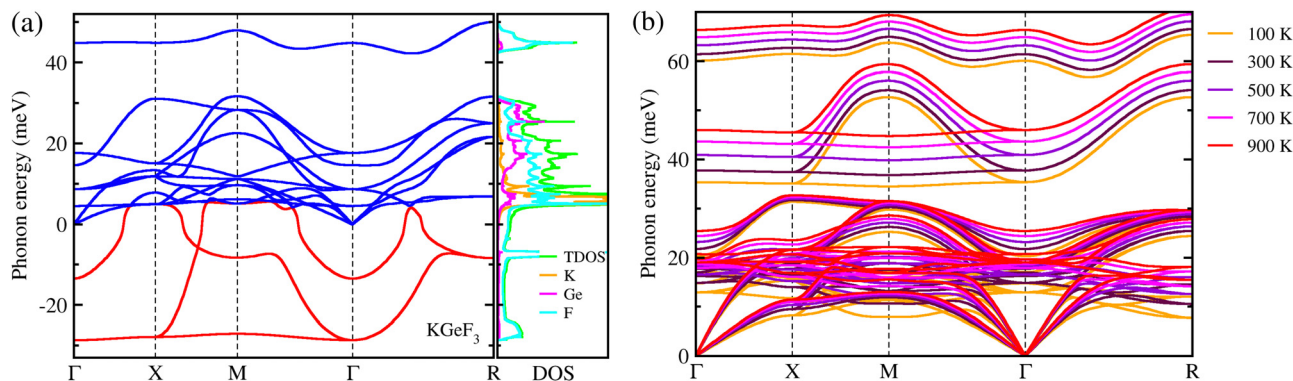 (a)
Phonon energy (meV)
40
20
0
-20
-40
Γ X M Γ R DOS
KGeF3
TDOS
K
Ge
F
(b)
Phonon energy (meV)
60
40
20
0
Γ X M Γ R
100 K
300 K
500 K
700 K
900 K